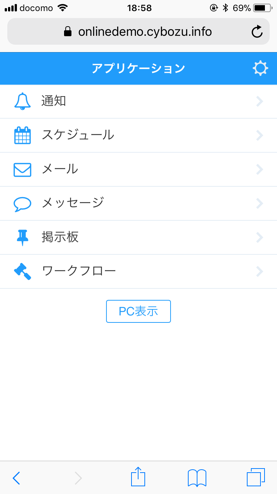 docomo 18:58 69%
onlinedemo.cybozu.info
アプリケーション
通知
スケジュール
メール
メッセージ
掲示板
ワークフロー
PC表示